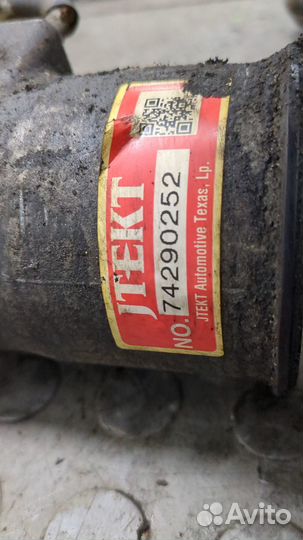 JTEKT
NO. 74290252
JTEKT Automotive Texas, Lp.
Avito